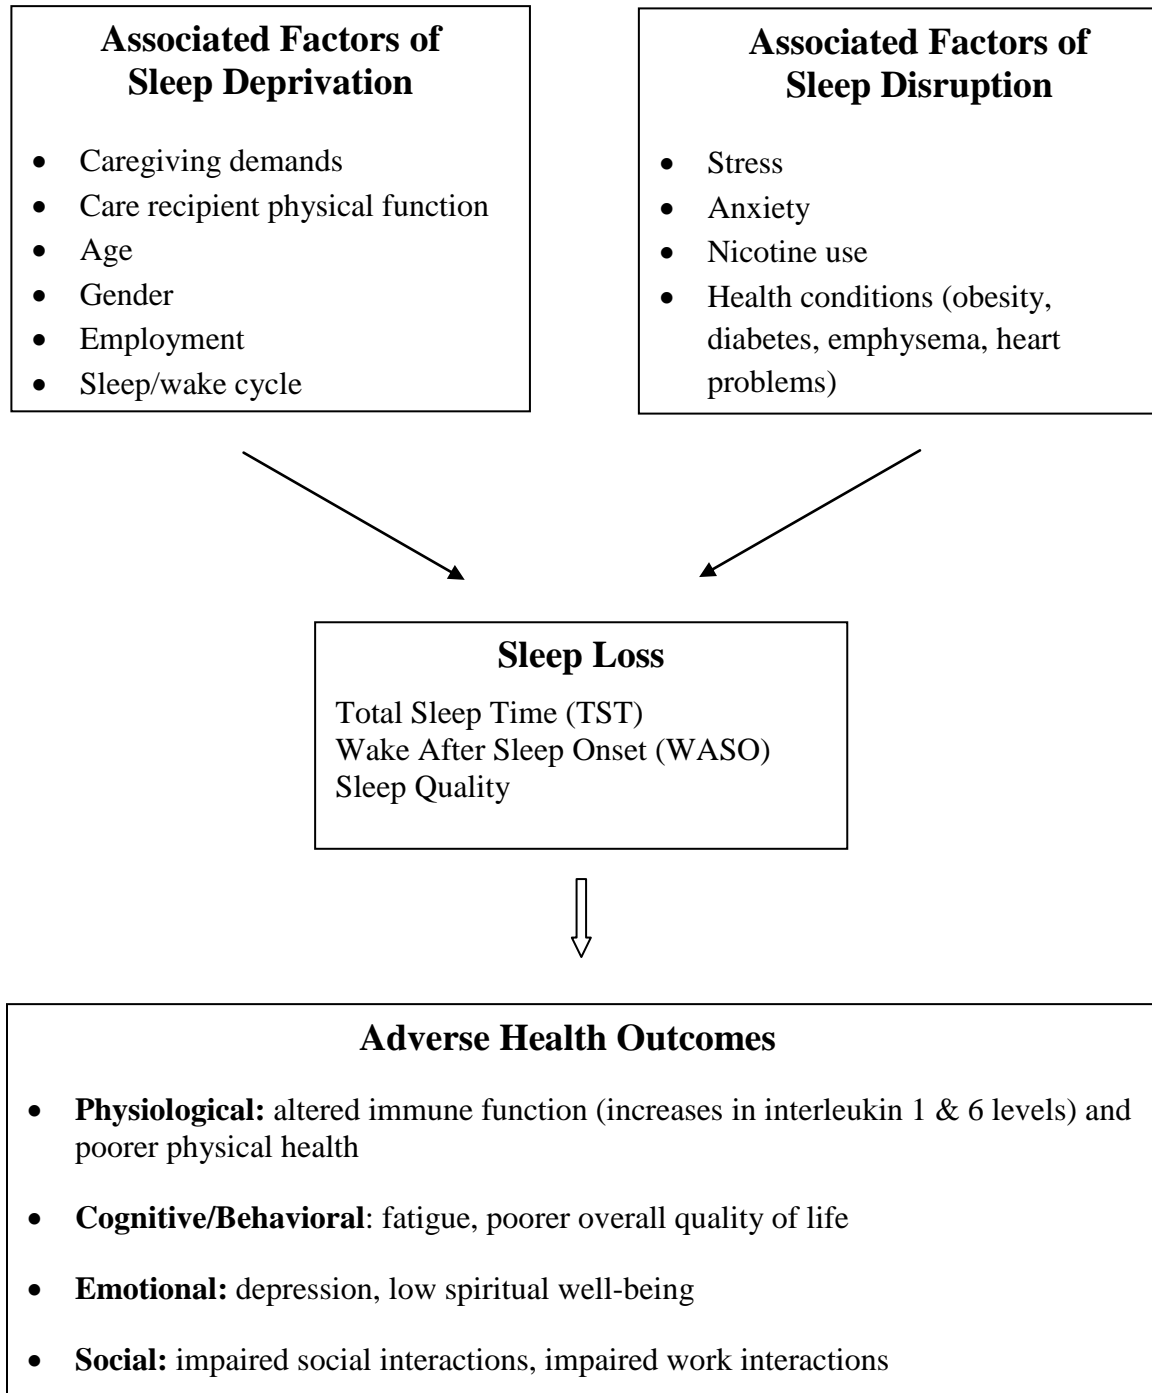 Associated Factors of
Sleep Deprivation
• Caregiving demands
• Care recipient physical function
• Age
• Gender
• Employment
• Sleep/wake cycle
Associated Factors of
Sleep Disruption
• Stress
• Anxiety
• Nicotine use
• Health conditions (obesity,
diabetes, emphysema, heart
problems)
Sleep Loss
Total Sleep Time (TST)
Wake After Sleep Onset (WASO)
Sleep Quality
Adverse Health Outcomes
• Physiological: altered immune function (increases in interleukin 1 & 6 levels) and
poorer physical health
• Cognitive/Behavioral: fatigue, poorer overall quality of life
• Emotional: depression, low spiritual well-being
• Social: impaired social interactions, impaired work interactions